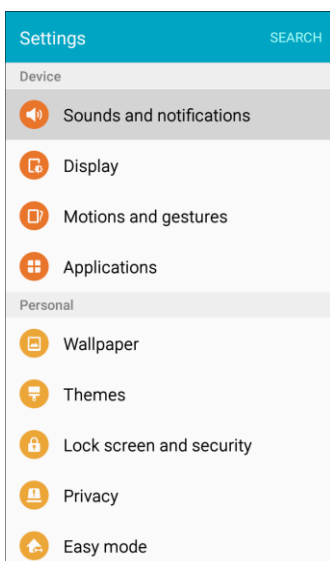 Settings SEARCH
Device
Sounds and notifications
Display
Motions and gestures
Applications
Personal
Wallpaper
Themes
Lock screen and security
Privacy
Easy mode